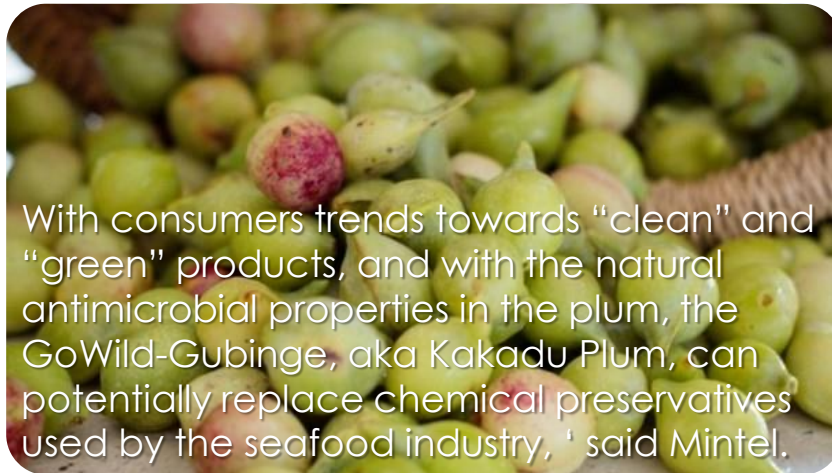 With consumers trends towards “clean” and
“green” products, and with the natural
antimicrobial properties in the plum, the
GoWild-Gubinge, aka Kakadu Plum, can
potentially replace chemical preservatives
used by the seafood industry, ‘ said Mintel.